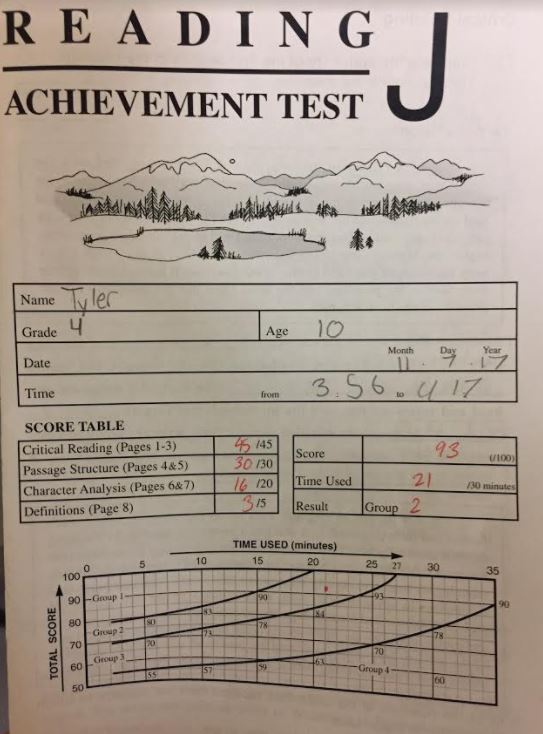 READING J
ACHIEVEMENT TEST
Name Tyler
Grade 4 Age 10
Date Month Day Year 11 . 7 . 17
Time from 3:56 to 4 17
SCORE TABLE
Critical Reading (Pages 1-3) 45 /45
Passage Structure (Pages 4&5) 30 /30
Character Analysis (Pages 6&7) 16 /20
Definitions (Page 8) 3 /5
Score 93 (/100)
Time Used 21 /30 minutes
Result Group 2
TIME USED (minutes)
0 5 10 15 20 25 27 30 35
TOTAL SCORE
100
90
80
70
60
50
Group 1
80 83 90
Group 2
70 73 78 84 93
Group 3
55 57 59 63 70 78 90
Group 4
60